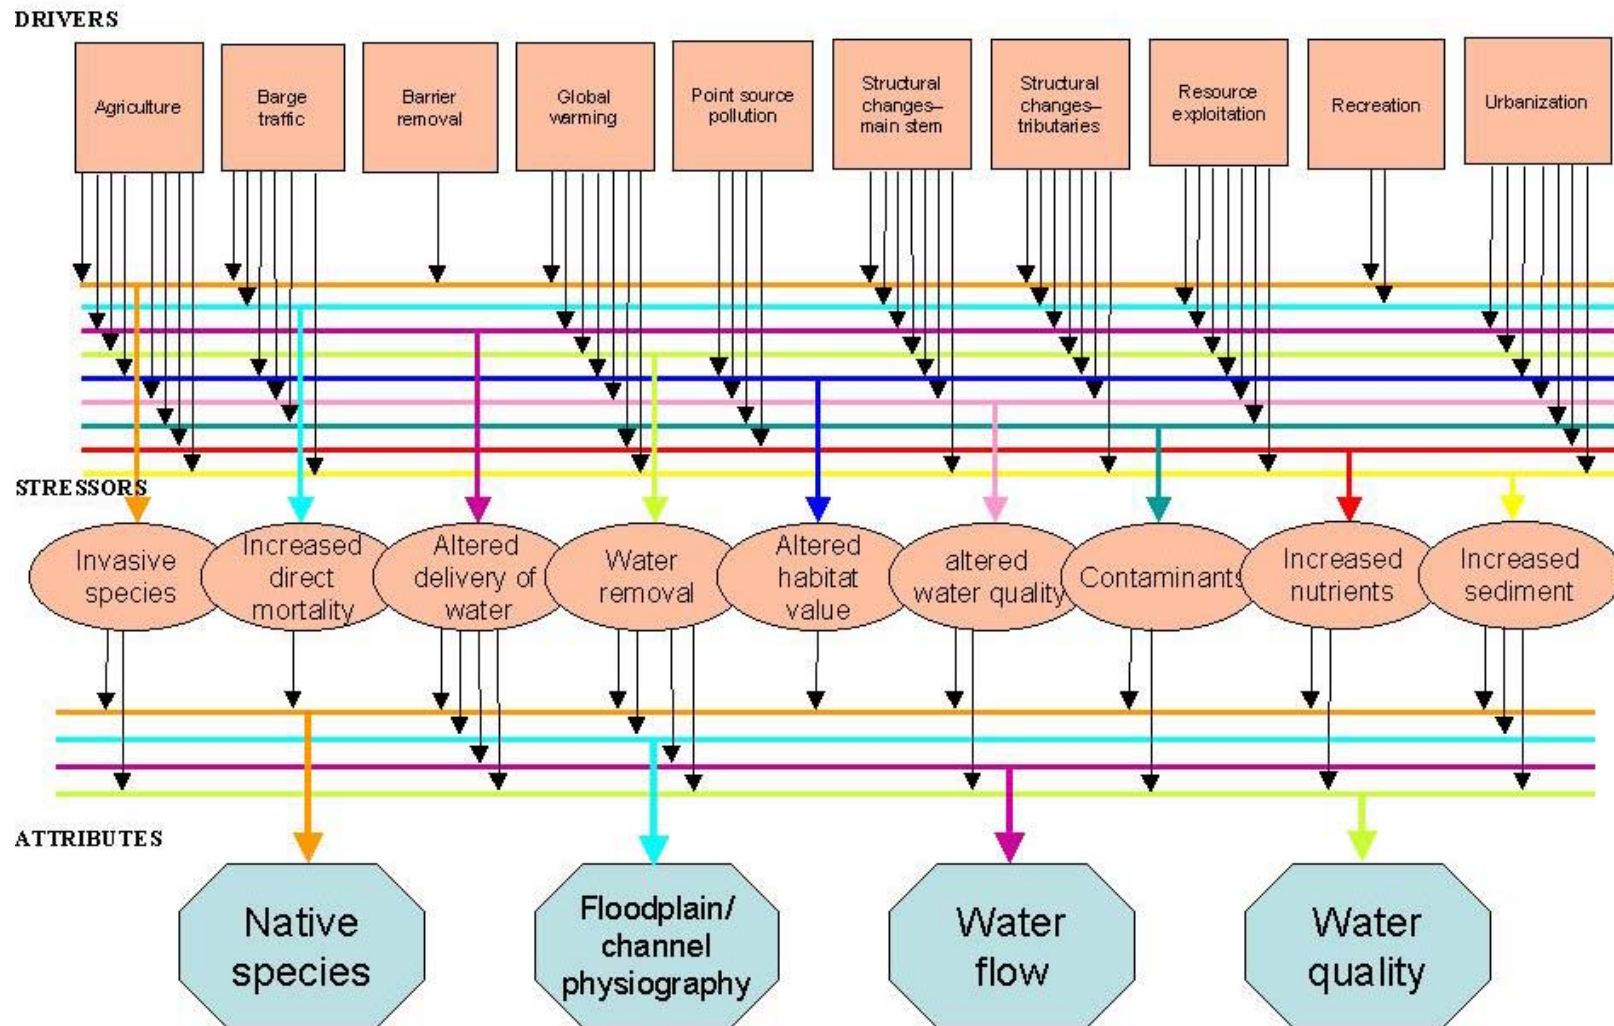 DRIVERS
Agriculture
Barge
traffic
Barrier
removal
Global
warming
Point source
pollution
Structural
changes–
main stem
Structural
changes–
tributaries
Resource
exploitation
Recreation
Urbanization
STRESSORS
Invasive
species
Increased
direct
mortality
Altered
delivery of
water
Water
removal
Altered
habitat
value
altered
water quality
Contaminants
Increased
nutrients
Increased
sediment
ATTRIBUTES
Native
species
Floodplain/
channel
physiography
Water
flow
Water
quality